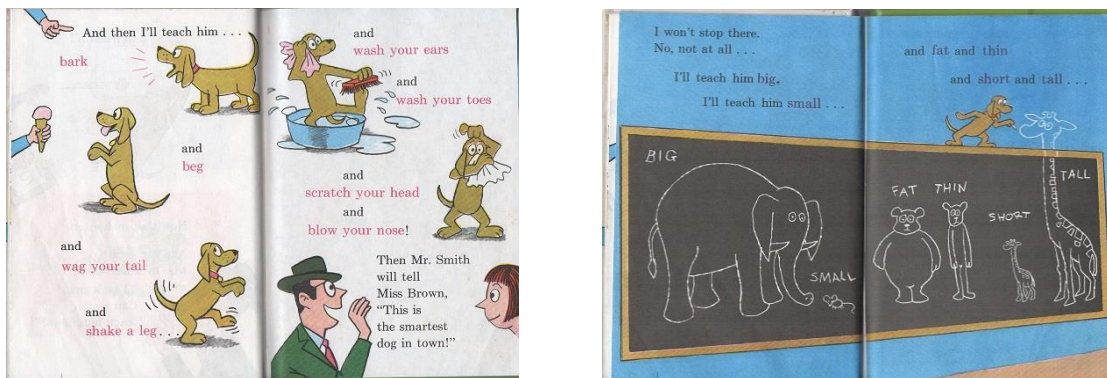 And then I'll teach him . . .
bark
and
beg
and
wag your tail
and
shake a leg . . .
and
wash your ears
and
wash your toes
and
scratch your head
and
blow your nose!
Then Mr. Smith
will tell
Miss Brown,
"This is
the smartest
dog in town!"
I won't stop there.
No, not at all . . .
I'll teach him big.
I'll teach him small . . .
and fat and thin
and short and tall . . .
BIG
SMALL
FAT THIN
SHORT
TALL